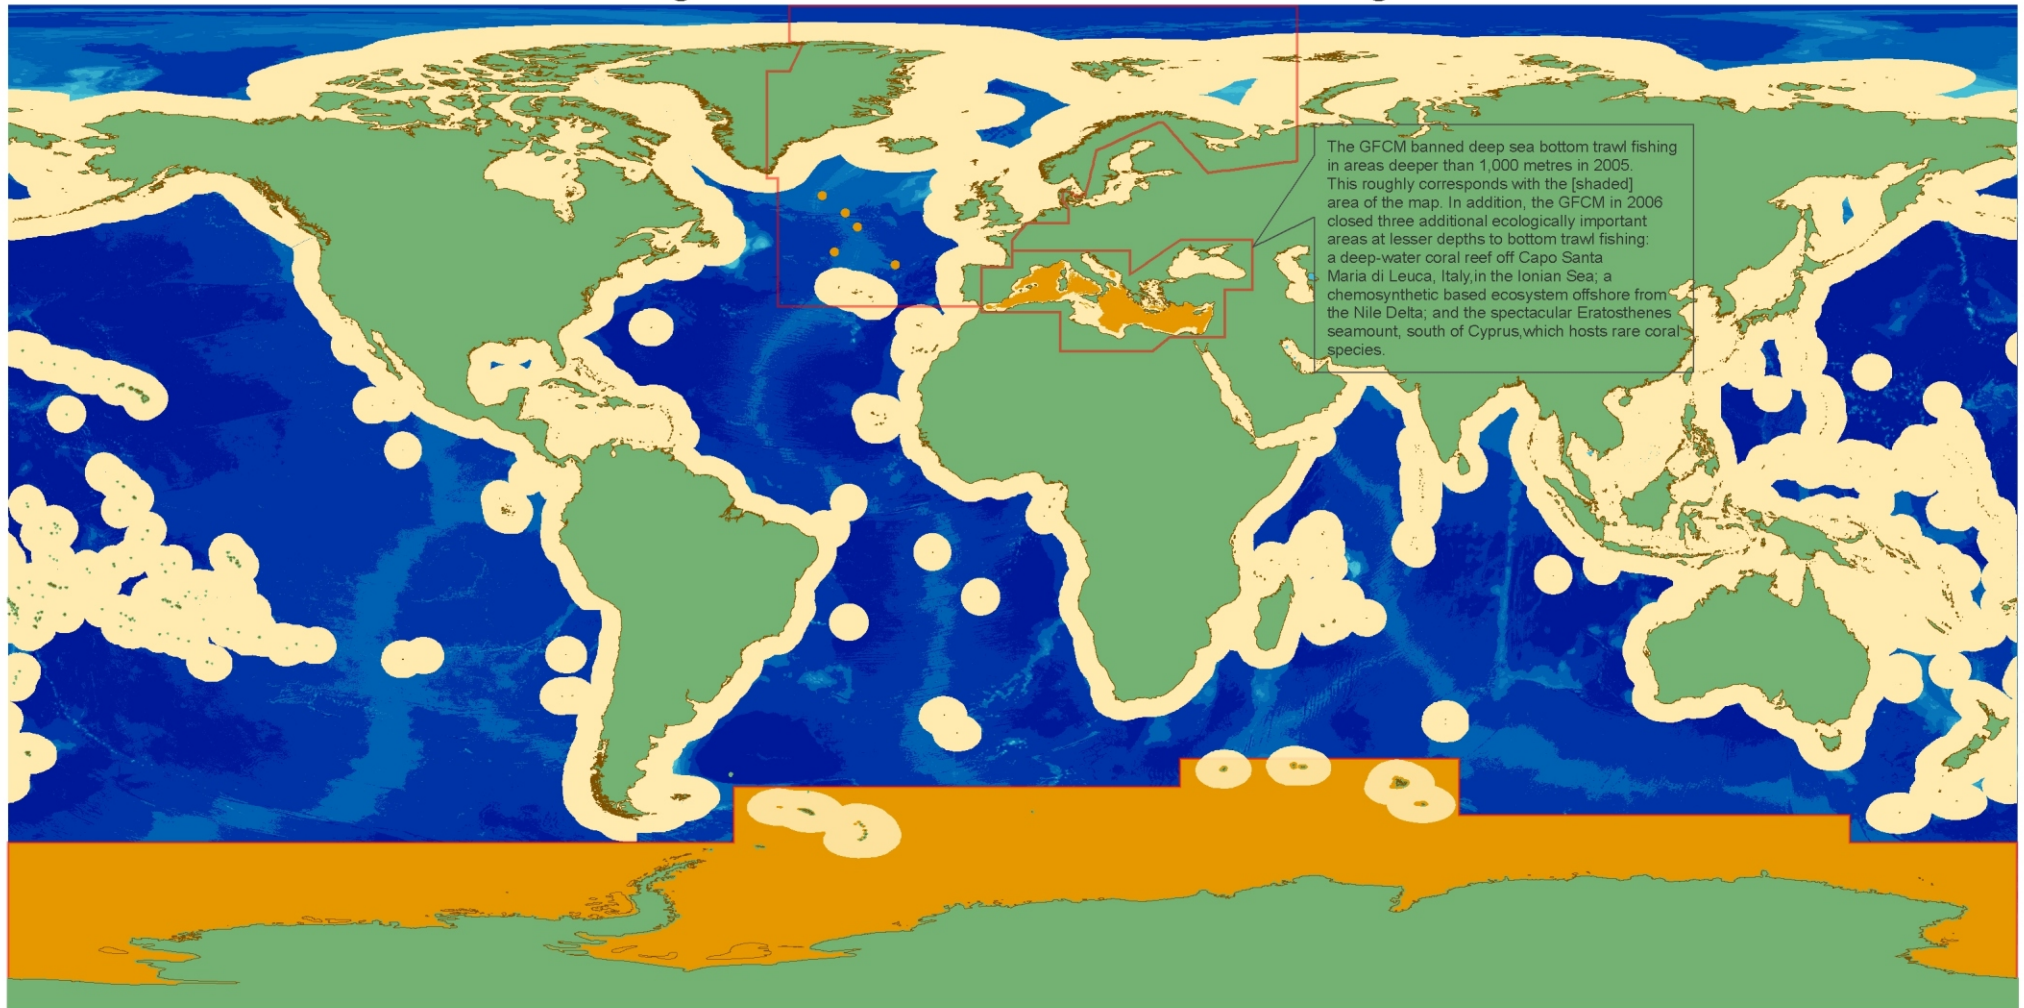 The GFCM banned deep sea bottom trawl fishing
in areas deeper than 1,000 metres in 2005.
This roughly corresponds with the [shaded]
area of the map. In addition, the GFCM in 2006
closed three additional ecologically important
areas at lesser depths to bottom trawl fishing:
a deep-water coral reef off Capo Santa
Maria di Leuca, Italy,in the Ionian Sea; a
chemosynthetic based ecosystem offshore from
the Nile Delta; and the spectacular Eratosthenes
seamount, south of Cyprus,which hosts rare coral
species.